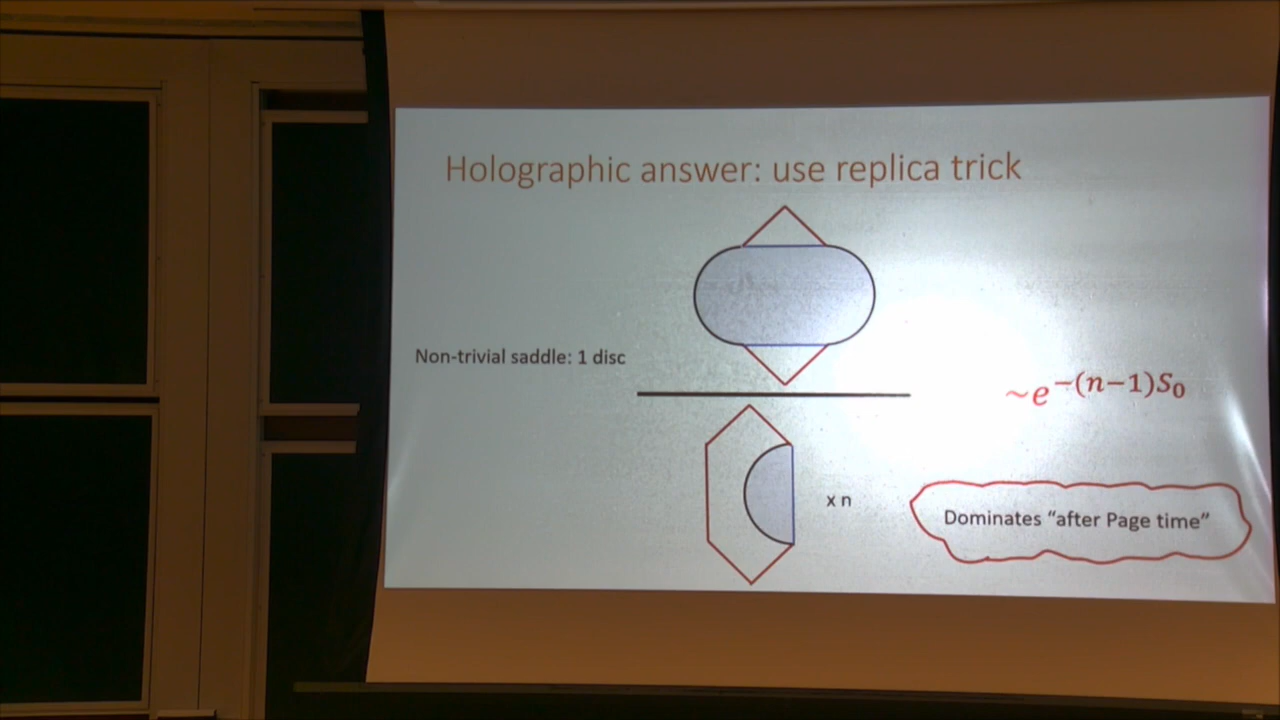 Holographic answer: use replica trick
Non-trivial saddle: 1 disc
~e^{-(n-1)S_0}
x n
Dominates “after Page time”